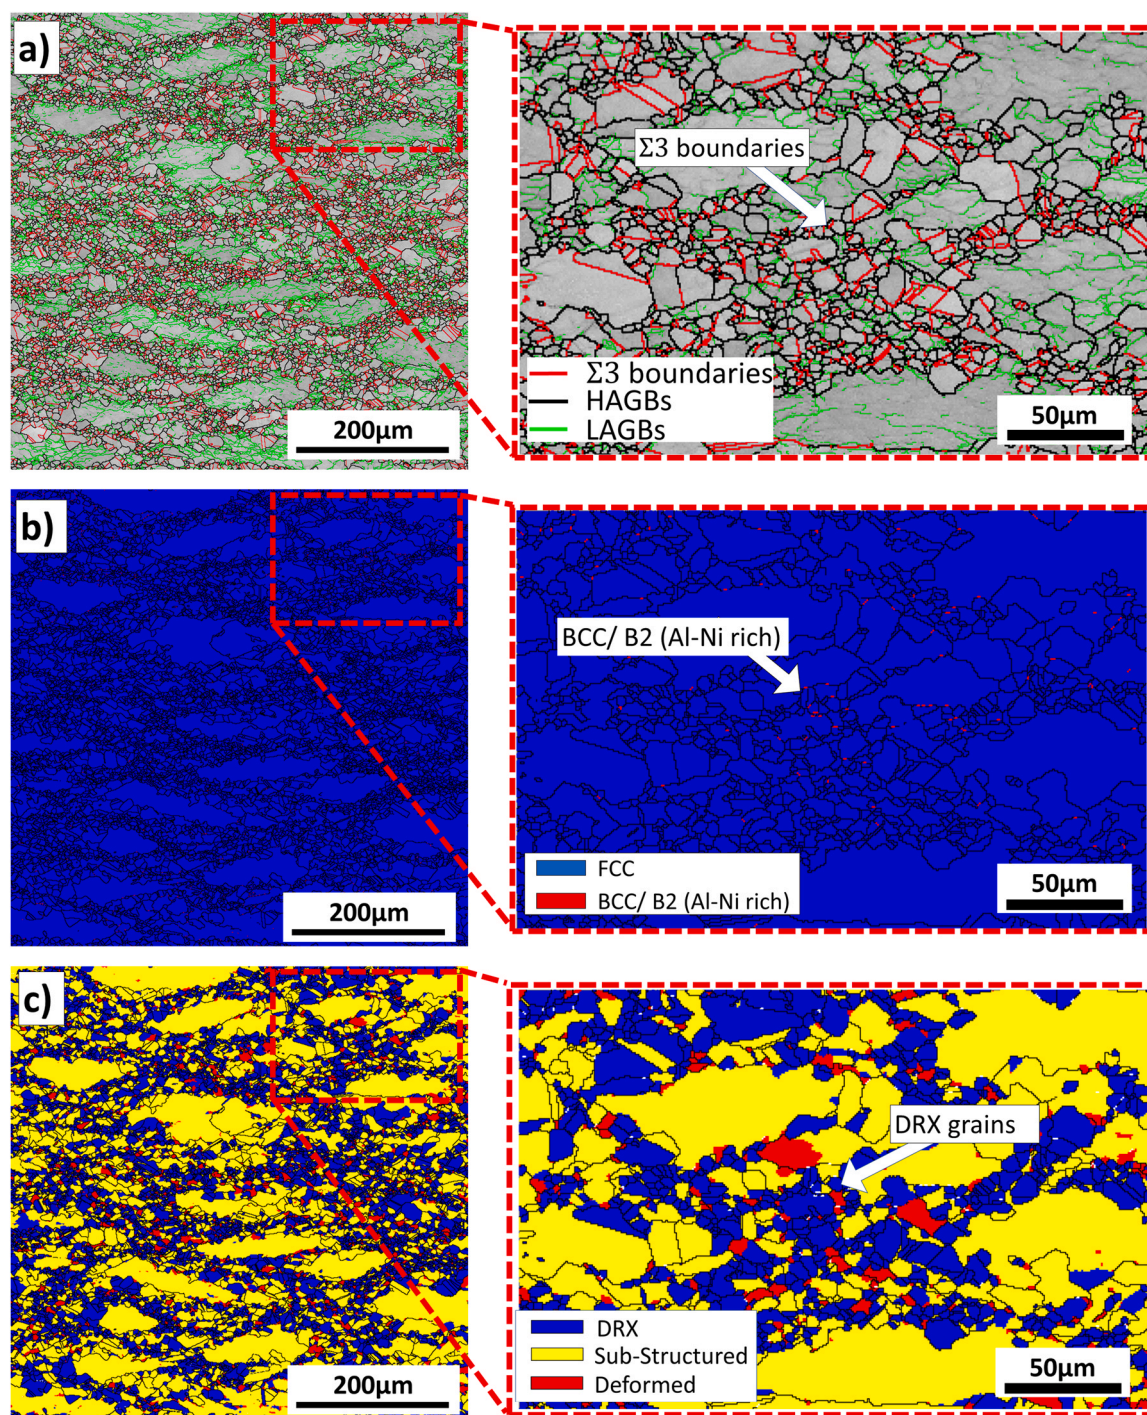 a)
Σ3 boundaries
Σ3 boundaries
HAGBs
LAGBs
200μm
50μm
b)
BCC/ B2 (Al-Ni rich)
FCC
BCC/ B2 (Al-Ni rich)
200μm
50μm
c)
DRX grains
DRX
Sub-Structured
Deformed
200μm
50μm